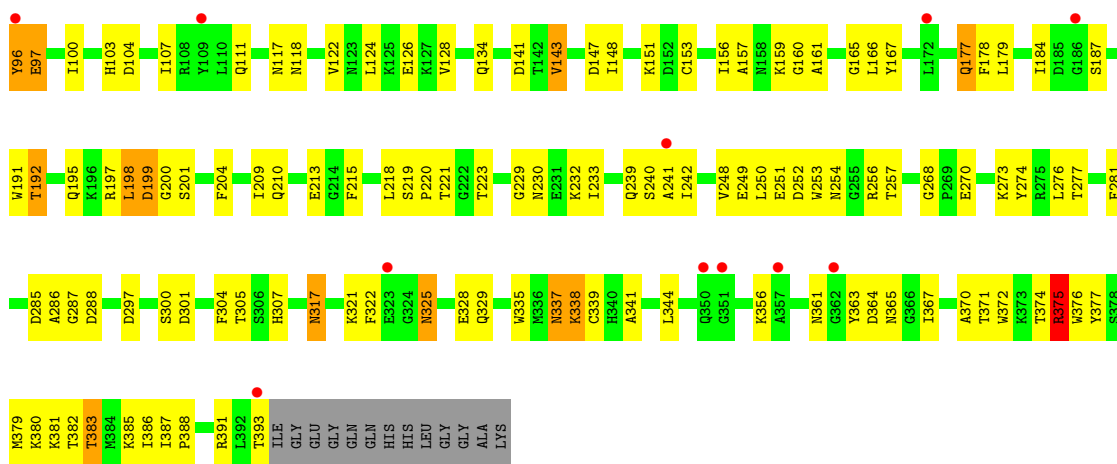 Y96 E97 I100 H103 D104 I107 R108 Y109 L110 Q111 N117 N118 V122 N123 L124 K125 E126 K127 V128 Q134 D141 T142 V143 D147 I148 K151 D152 C153 I156 A157 N158 K159 G160 A161 G165 L166 Y167 L172 Q177 F178 L179 I184 D185 G186 S187
W191 T192 Q195 K196 R197 L198 D199 G200 S201 F204 I209 Q210 E213 G214 F215 L218 S219 P220 T221 G222 T223 G229 N230 E231 K232 I233 Q239 S240 A241 I242 V248 E249 L250 E251 D252 W253 N254 G255 R256 T257 G268 P269 E270 K273 Y274 R275 L276 T277
D285 A286 G287 D288 D297 S300 D301 F304 T305 S306 H307 N317 K321 F322 E323 G324 N325 E328 Q329 W335 M336 N337 K338 C339 H340 A341 L344 Q350 G351 K356 A357 N361 G362 Y363 D364 N365 G366 I367 A370 T371 W372 K373 T374 R375 W376 Y377 S378
M379 K380 K381 T382 T383 M384 K385 I386 I387 P388 R391 L392 T393 ILE GLY GLU GLY GLN GLN HIS HIS LEU GLY GLY ALA LYS